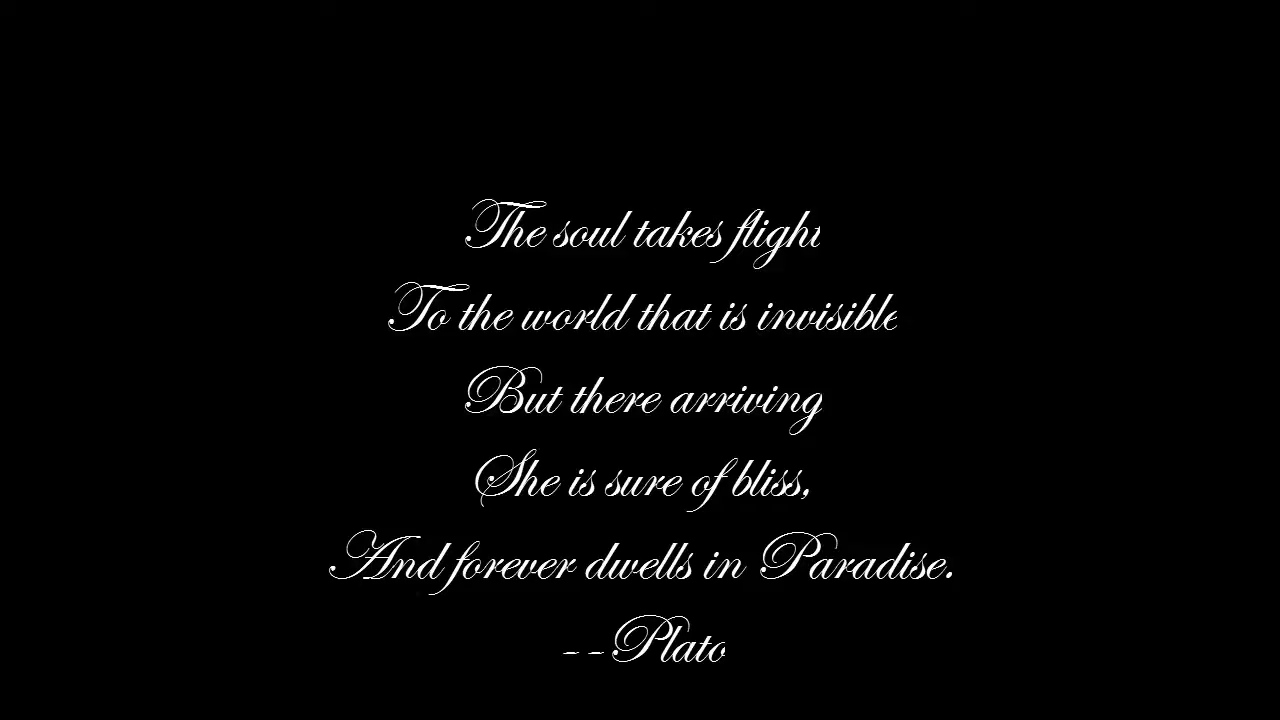 The soul takes flight
To the world that is invisible
But there arriving
She is sure of bliss,
And forever dwells in Paradise.
--Plato